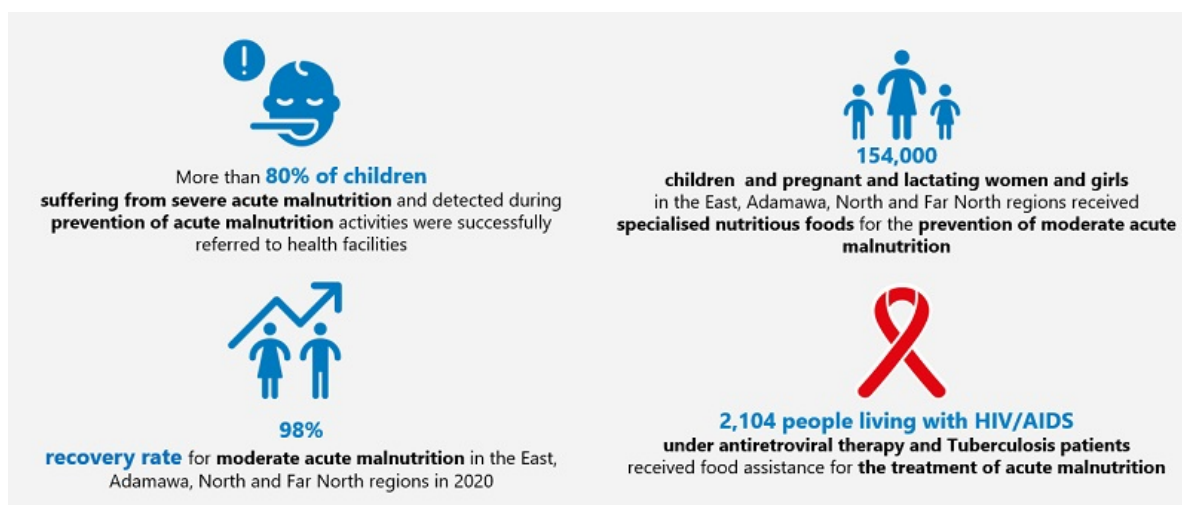 More than 80% of children
suffering from severe acute malnutrition and detected during
prevention of acute malnutrition activities were successfully
referred to health facilities
154,000
children and pregnant and lactating women and girls
in the East, Adamawa, North and Far North regions received
specialised nutritious foods for the prevention of moderate acute
malnutrition
98%
recovery rate for moderate acute malnutrition in the East,
Adamawa, North and Far North regions in 2020
2,104 people living with HIV/AIDS
under antiretroviral therapy and Tuberculosis patients
received food assistance for the treatment of acute malnutrition